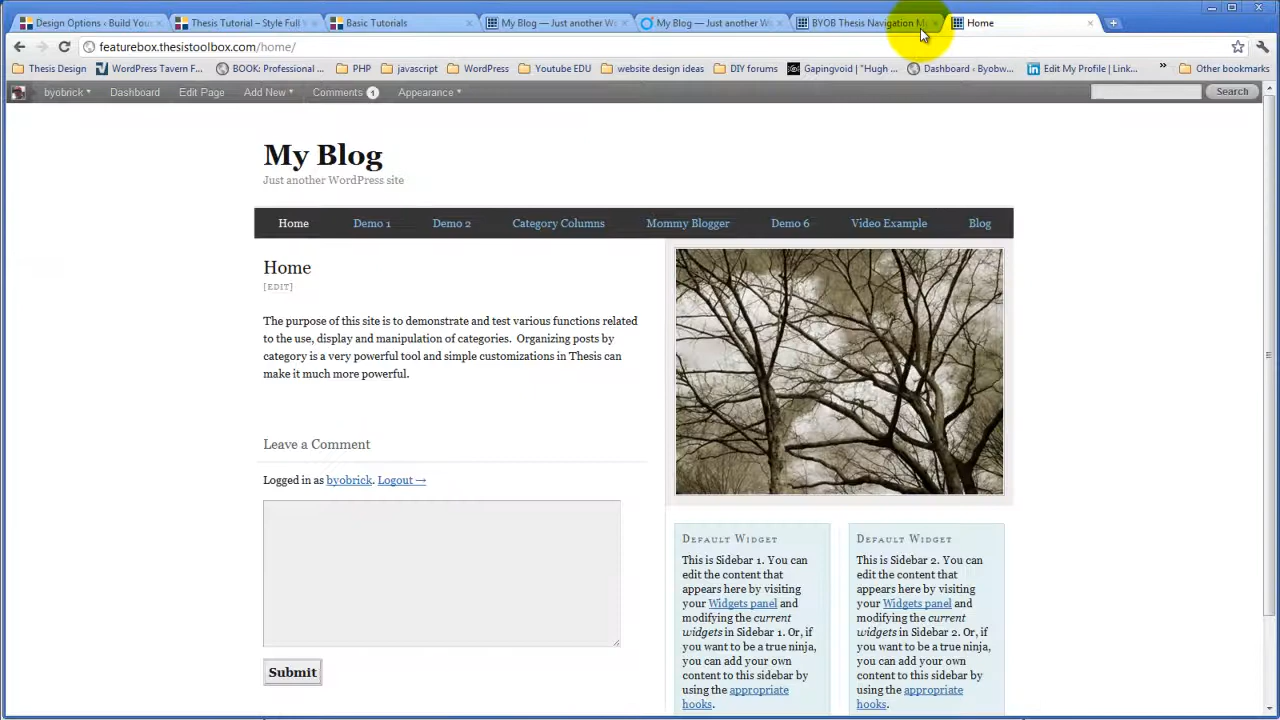 Design Options ‹ Build Your
Thesis Tutorial – Style Full
Basic Tutorials
My Blog — Just another W
My Blog — Just another W
BYOB Thesis Navigation M
Home
featurebox.thesistoolbox.com/home/
Thesis Design
WordPress Tavern F...
BOOK: Professional ...
PHP
javascript
WordPress
Youtube EDU
website design ideas
DIY forums
Gapingvoid | "Hugh ...
Dashboard ‹ Byobw...
Edit My Profile | Link...
»
Other bookmarks
byobrick
Dashboard
Edit Page
Add New
Comments 1
Appearance
Search
My Blog
Just another WordPress site
Home
Demo 1
Demo 2
Category Columns
Mommy Blogger
Demo 6
Video Example
Blog
Home
[EDIT]
The purpose of this site is to demonstrate and test various functions related
to the use, display and manipulation of categories. Organizing posts by
category is a very powerful tool and simple customizations in Thesis can
make it much more powerful.
Leave a Comment
Logged in as byobrick. Logout →
Submit
Default Widget
This is Sidebar 1. You can
edit the content that
appears here by visiting
your Widgets panel and
modifying the current
widgets in Sidebar 1. Or, if
you want to be a true ninja,
you can add your own
content to this sidebar by
using the appropriate
hooks.
Default Widget
This is Sidebar 2. You can
edit the content that
appears here by visiting
your Widgets panel and
modifying the current
widgets in Sidebar 2. Or, if
you want to be a true ninja,
you can add your own
content to this sidebar by
using the appropriate
hooks.